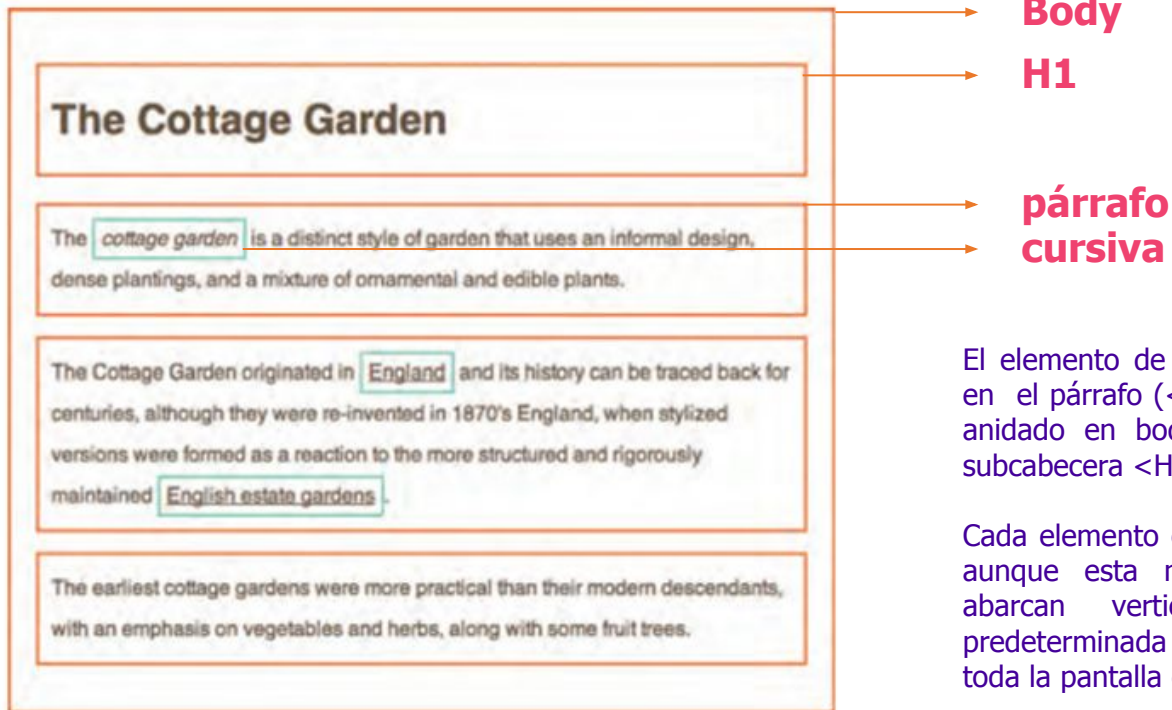 Body
H1
The Cottage Garden
párrafo
The cottage garden is a distinct style of garden that uses an informal design,
cursiva
dense plantings, and a mixture of ornamental and edible plants.
The Cottage Garden originated in England and its history can be traced back for
centuries, although they were re-invented in 1870's England, when stylized
versions were formed as a reaction to the more structured and rigorously
maintained English estate gardens.
The earliest cottage gardens were more practical than their modern descendants,
with an emphasis on vegetables and herbs, along with some fruit trees.
El elemento de
en el párrafo (<
anidado en
subcabecera <H
Cada elemento
aunque esta
abarcan
predeterminada
toda la pantalla